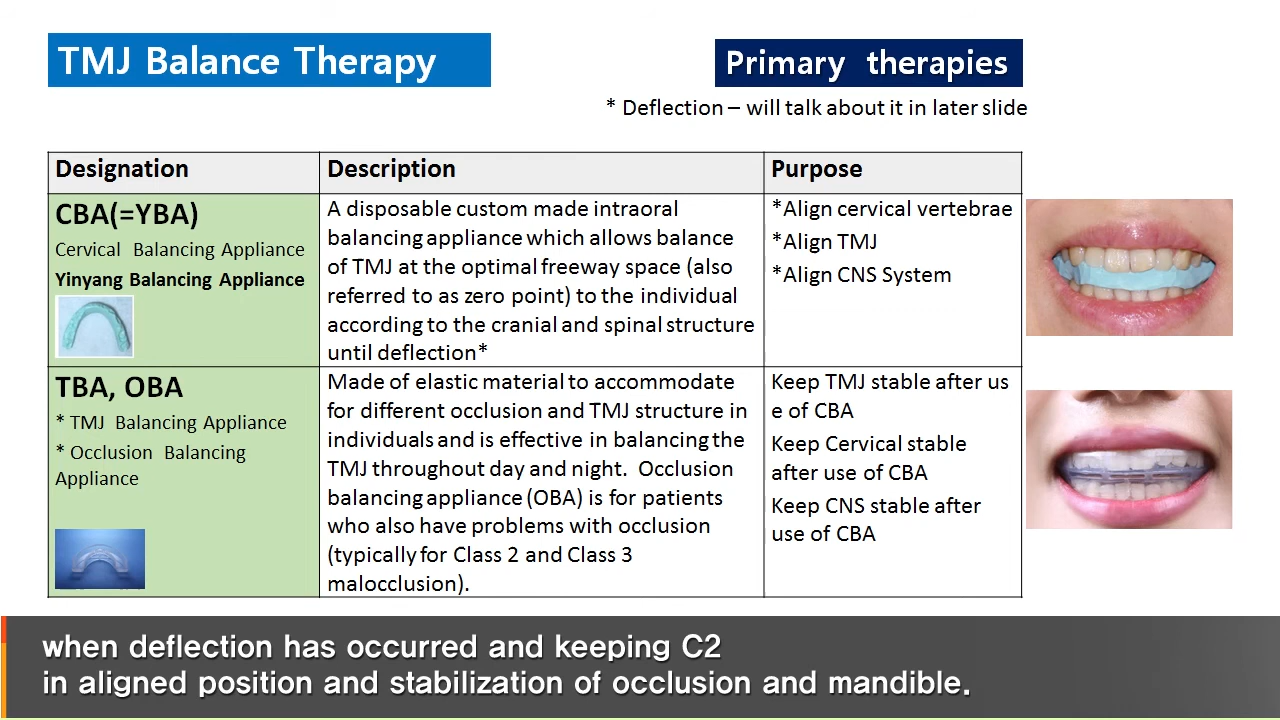 TMJ Balance Therapy
Primary therapies
* Deflection – will talk about it in later slide
Designation
Description
Purpose
CBA(=YBA)
Cervical Balancing Appliance
Yinyang Balancing Appliance
A disposable custom made intraoral
balancing appliance which allows balance
of TMJ at the optimal freeway space (also
referred to as zero point) to the individual
according to the cranial and spinal structure
until deflection*
*Align cervical vertebrae
*Align TMJ
*Align CNS System
TBA, OBA
* TMJ Balancing Appliance
* Occlusion Balancing
Appliance
Made of elastic material to accommodate
for different occlusion and TMJ structure in
individuals and is effective in balancing the
TMJ throughout day and night. Occlusion
balancing appliance (OBA) is for patients
who also have problems with occlusion
(typically for Class 2 and Class 3
malocclusion).
Keep TMJ stable after us
e of CBA
Keep Cervical stable
after use of CBA
Keep CNS stable after
use of CBA
when deflection has occurred and keeping C2
in aligned position and stabilization of occlusion and mandible.